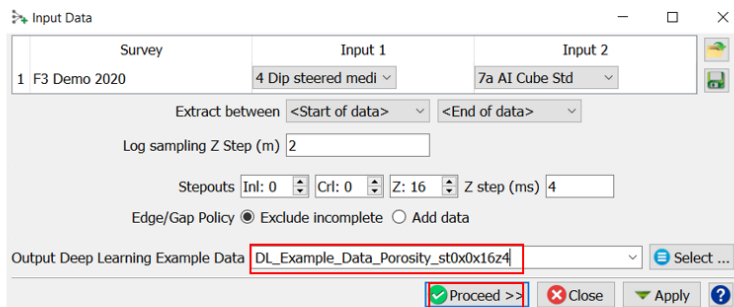 Input Data
Survey Input 1 Input 2
1 F3 Demo 2020 4 Dip steered medi 7a AI Cube Std
Extract between <Start of data> <End of data>
Log sampling Z Step (m) 2
Stepouts Inl: 0 Crl: 0 Z: 16 Z step (ms) 4
Edge/Gap Policy Exclude incomplete Add data
Output Deep Learning Example Data DL_Example_Data_Porosity_st0x0x16z4 Select ...
Proceed >> Close Apply ?